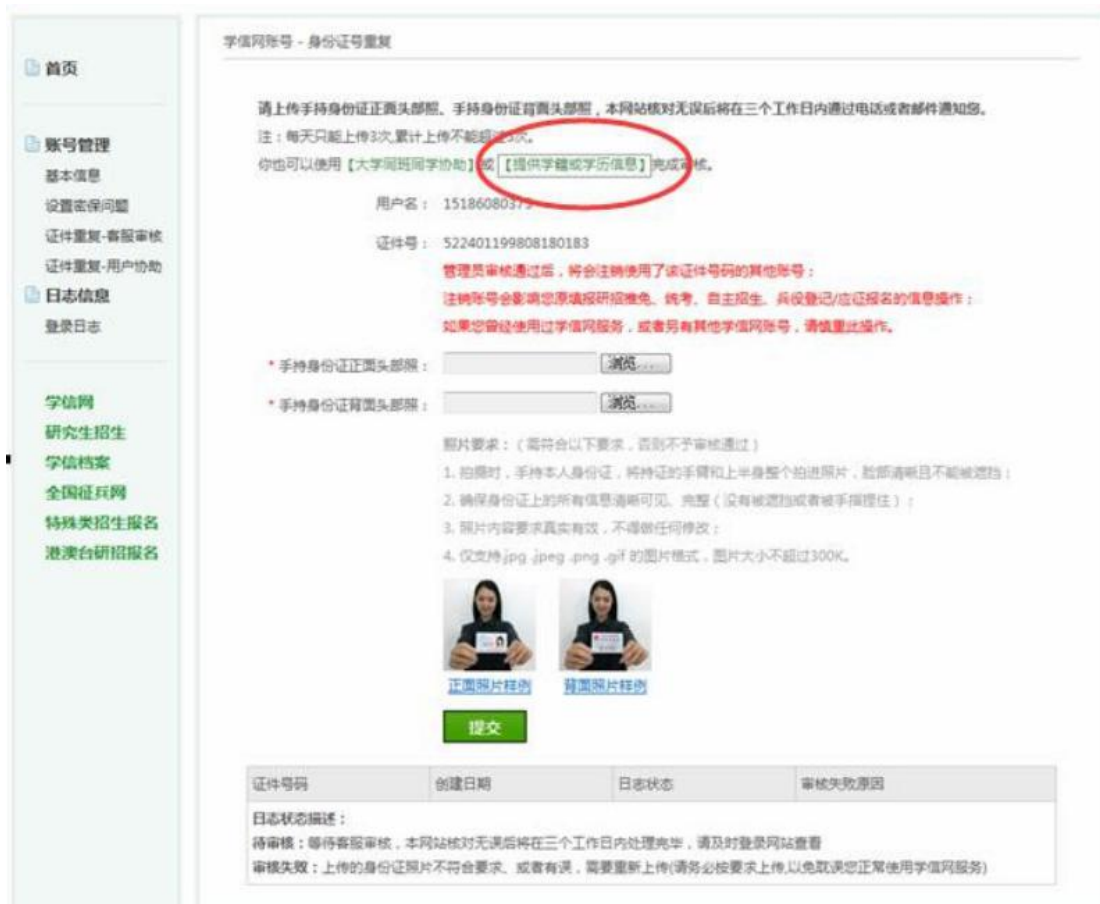 学信网账号 - 身份证号重复
首页
请上传手持身份证正面头部照、手持身份证背面头部照，本网站核对无误后将在三个工作日内通过电话或者邮件通知您。
注：每天只能上传3次,累计上传不能超过5次。
你也可以使用【大学同班同学协助】或【提供学籍或学历信息】完成审核。
账号管理
基本信息
设置密保问题
证件重复-客服审核
证件重复-用户协助
日志信息
登录日志
学信网
研究生招生
学信档案
全国征兵网
特殊类招生报名
港澳台研招报名
用户名： 15186080373
证件号： 522401199808180183
管理员审核通过后，将会注销使用了该证件号码的其他账号；
注销账号会影响您原填报研招推免、统考、自主招生、兵役登记/应征报名的信息操作；
如果您曾经使用过学信网服务，或者另有其他学信网账号，请慎重此操作。
* 手持身份证正面头部照： 浏览...
* 手持身份证背面头部照： 浏览...
照片要求：（需符合以下要求，否则不予审核通过）
1. 拍摄时，手持本人身份证，将持证的手臂和上半身整个拍进照片，脸部清晰且不能被遮挡；
2. 确保身份证上的所有信息清晰可见、完整（没有被遮挡或者被手指捏住）；
3. 照片内容要求真实有效，不得做任何修改；
4. 仅支持.jpg .jpeg .png .gif 的图片格式，图片大小不超过300K。
正面照片样例 背面照片样例
提交
证件号码 创建日期 日志状态 审核失败原因
日志状态描述：
待审核：等待客服审核，本网站核对无误后将在三个工作日内处理完毕，请及时登录网站查看
审核失败：上传的身份证照片不符合要求、或者有误，需要重新上传(请务必按要求上传,以免耽误您正常使用学信网服务)